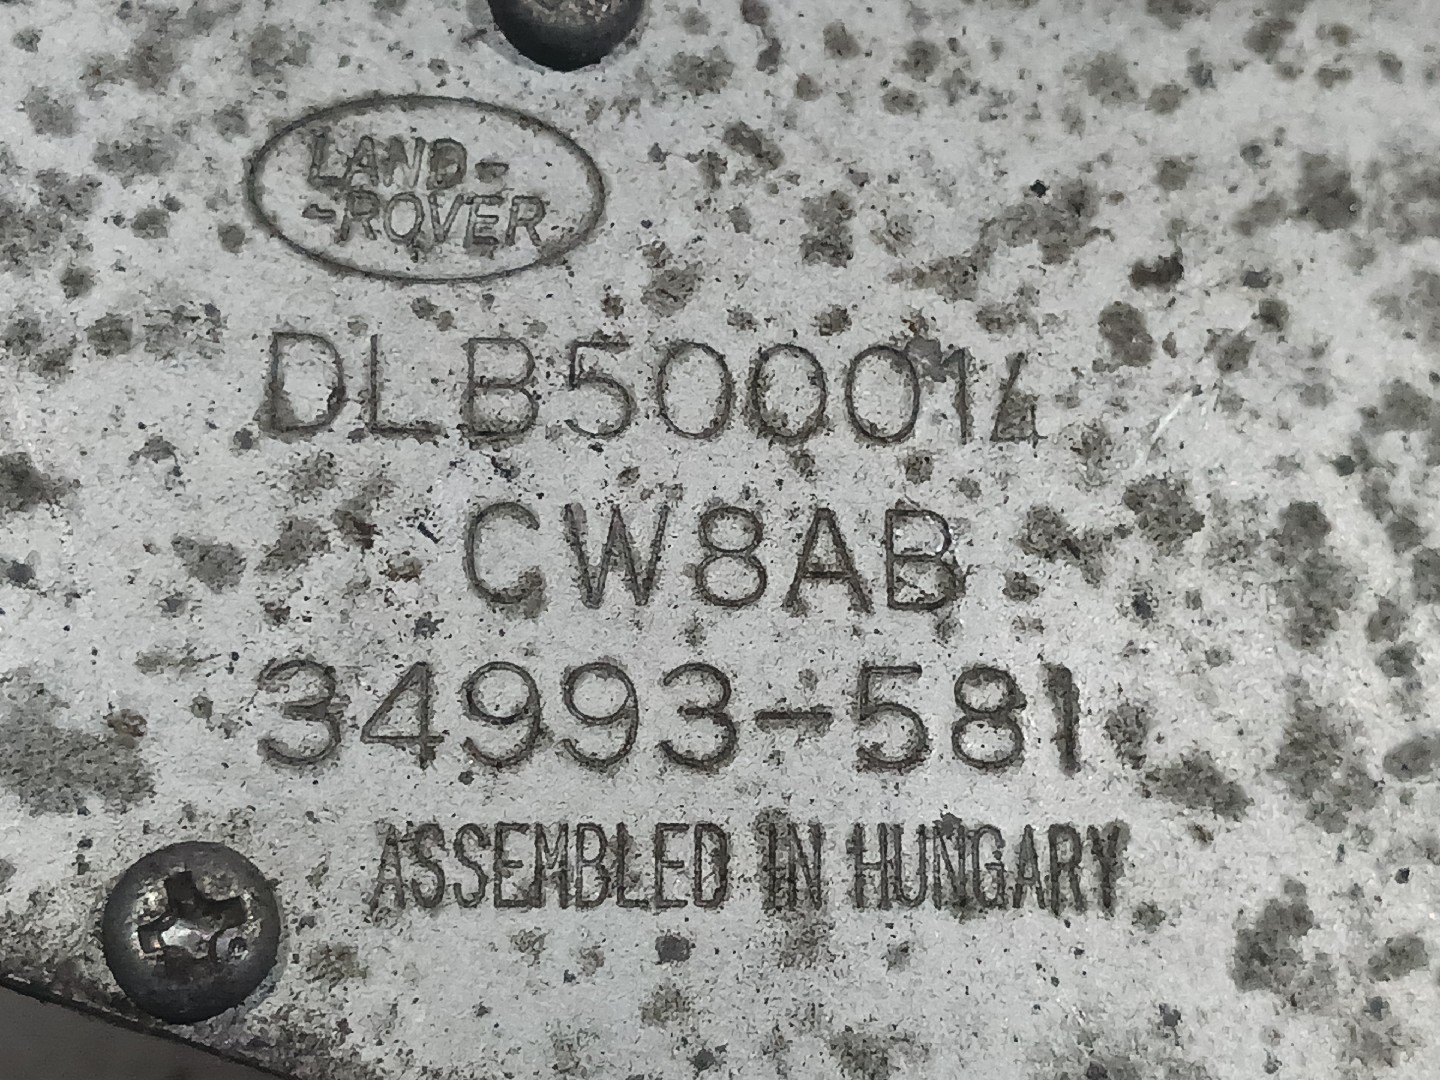 LAND-
-ROVER
DLB500014
CW8AB
34993-581
ASSEMBLED IN HUNGARY